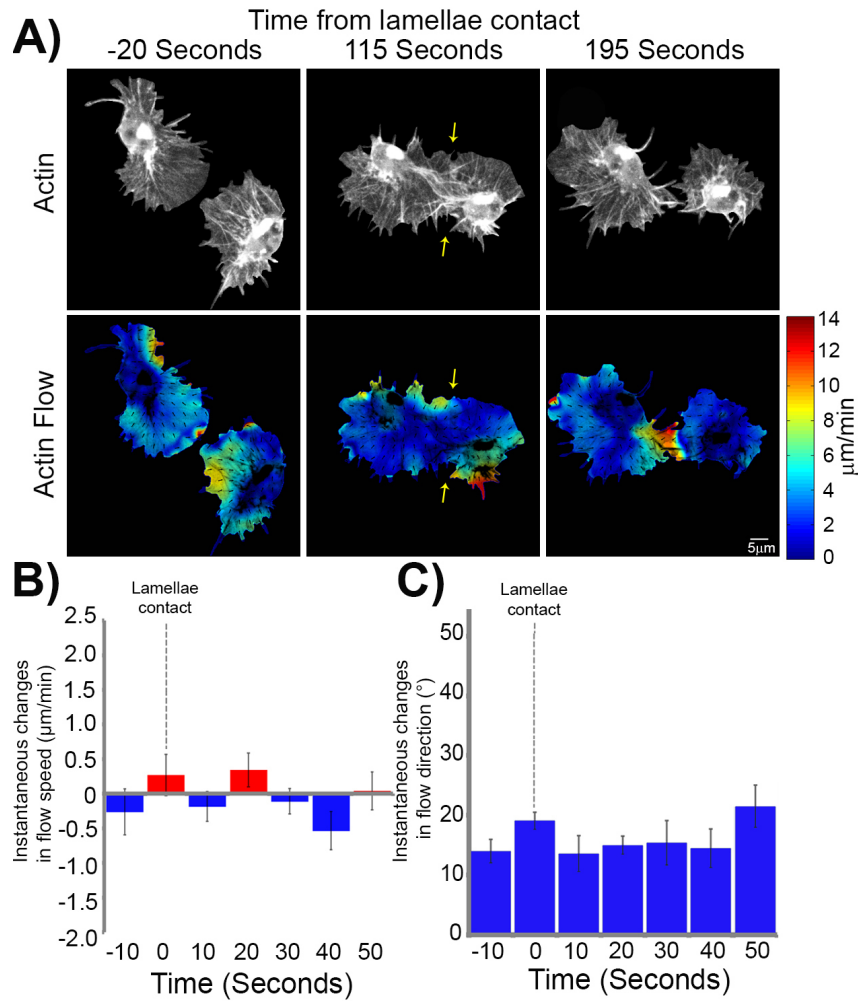 Time from lamellae contact
A)
-20 Seconds
115 Seconds
195 Seconds
Actin
Actin Flow
14
12
10
8
6
4
2
0
μm/min
5μm
B)
Lamellae
contact
Instantaneous changes
in flow speed (μm/min)
2.5
2.0
1.5
1.0
0.5
0
-0.5
-1.0
-1.5
-2.0
-10 0 10 20 30 40 50
Time (Seconds)
C)
Lamellae
contact
Instantaneous changes
in flow direction (°)
50
40
30
20
10
0
-10 0 10 20 30 40 50
Time (Seconds)